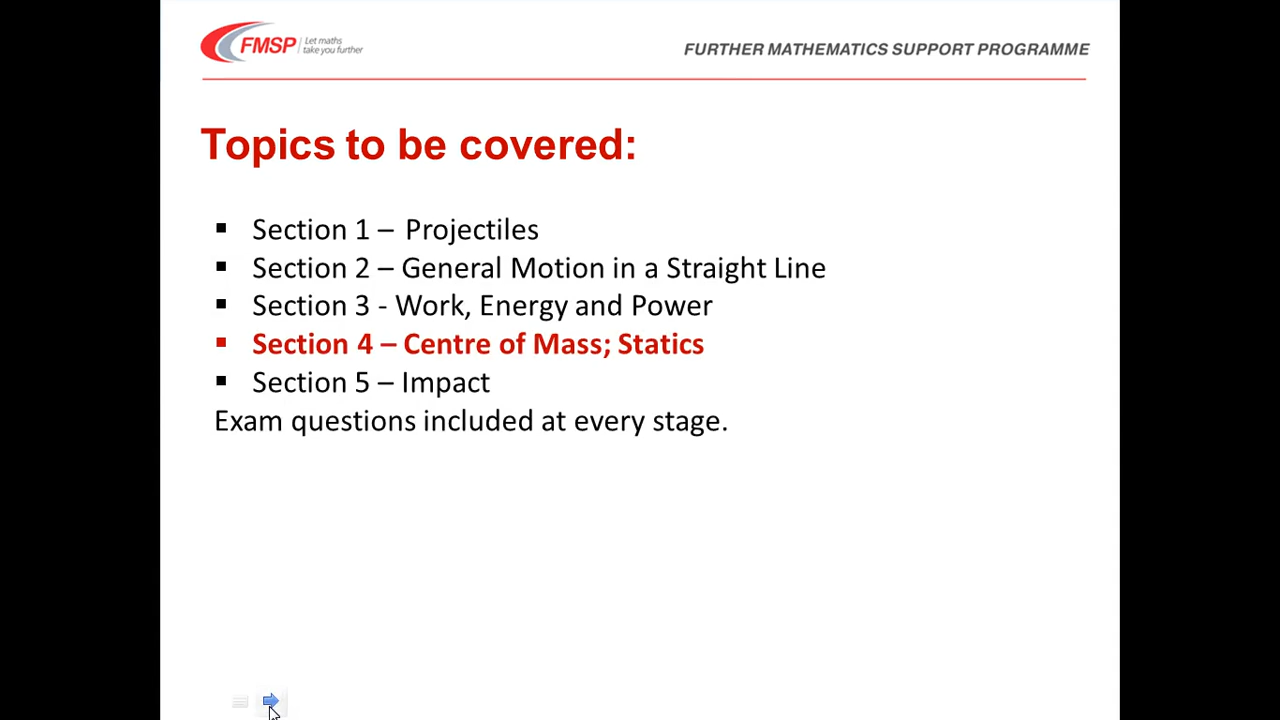 FMSP Let maths
take you further
FURTHER MATHEMATICS SUPPORT PROGRAMME
Topics to be covered:
▪ Section 1 – Projectiles
▪ Section 2 – General Motion in a Straight Line
▪ Section 3 - Work, Energy and Power
▪ Section 4 – Centre of Mass; Statics
▪ Section 5 – Impact
Exam questions included at every stage.